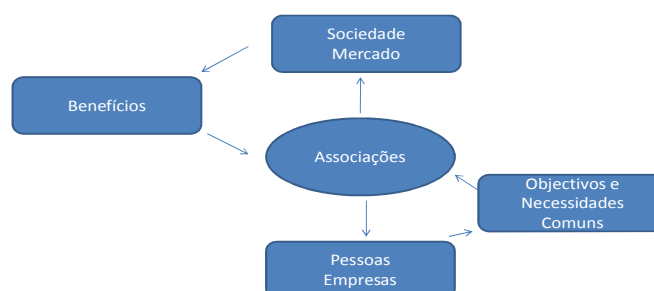 Sociedade
Mercado
Benefícios
Associações
Objectivos e
Necessidades
Comuns
Pessoas
Empresas